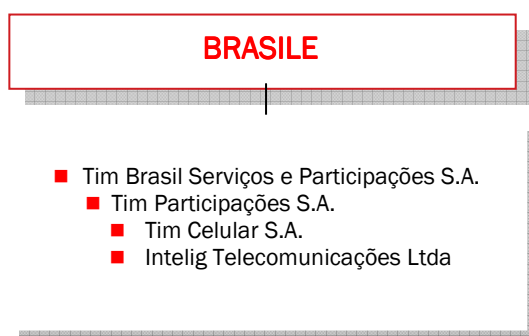 BRASILE
Tim Brasil Serviços e Participações S.A.
Tim Participações S.A.
Tim Celular S.A.
Intelig Telecomunicações Ltda